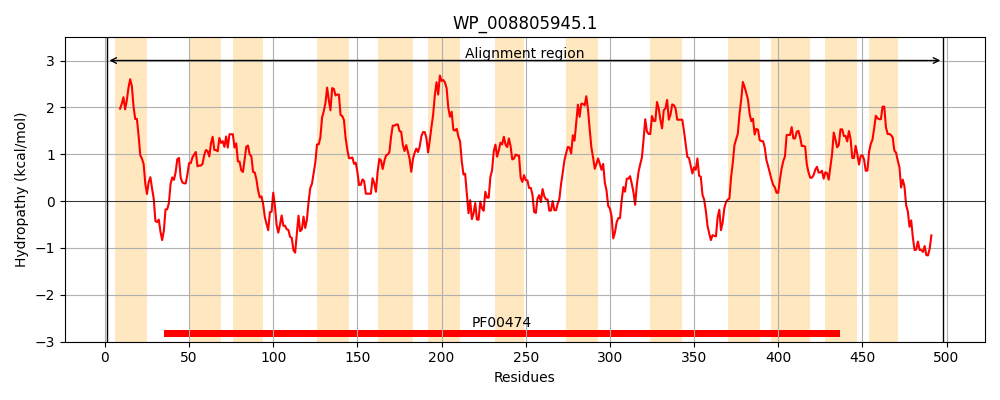 WP_008805945.1
Alignment region
3
2
1
0
−1
−2
−3
Hydropathy (kcal/mol)
PF00474
0 50 100 150 200 250 300 350 400 450 500
Residues